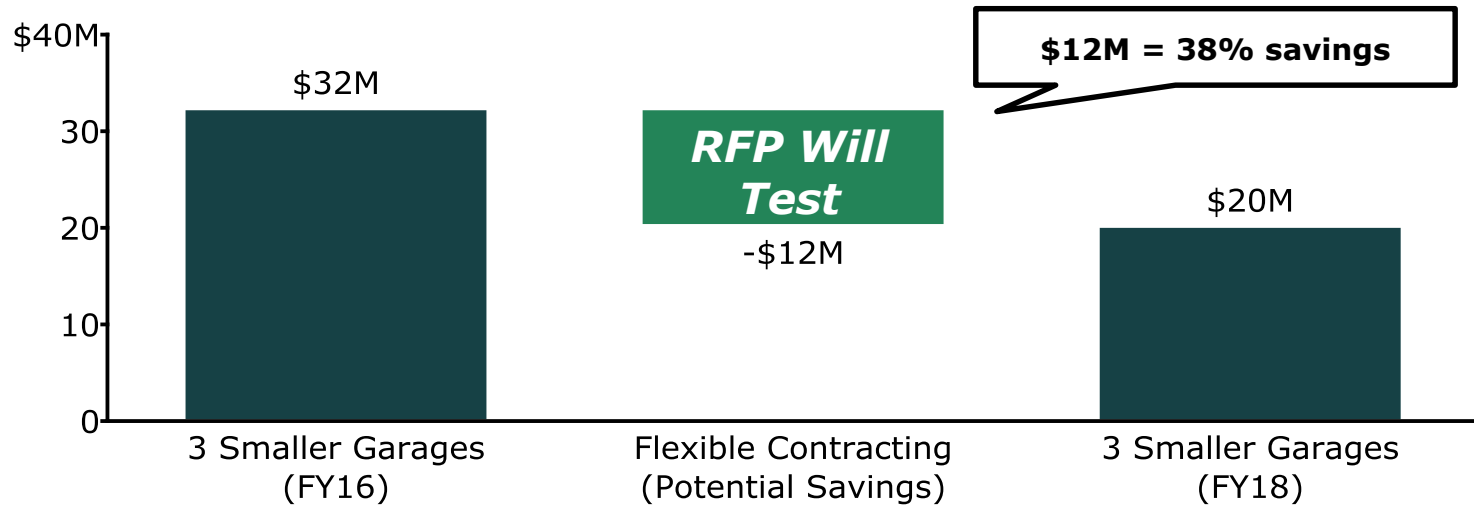 $40M
30
20
10
0
$32M
RFP Will
Test
-$12M
$12M = 38% savings
$20M
3 Smaller Garages
(FY16)
Flexible Contracting
(Potential Savings)
3 Smaller Garages
(FY18)